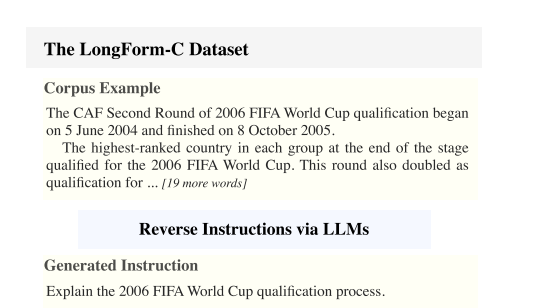 The LongForm-C Dataset
Corpus Example
The CAF Second Round of 2006 FIFA World Cup qualification began
on 5 June 2004 and finished on 8 October 2005.
The highest-ranked country in each group at the end of the stage
qualified for the 2006 FIFA World Cup. This round also doubled as
qualification for ... [19 more words]
Reverse Instructions via LLMs
Generated Instruction
Explain the 2006 FIFA World Cup qualification process.